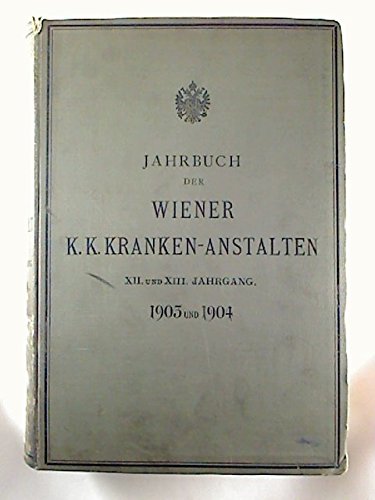 JAHRBUCH
DER
WIENER
K.K.KRANKEN-ANSTALTEN
XII. UND XIII. JAHRGANG.
1903 UND 1904